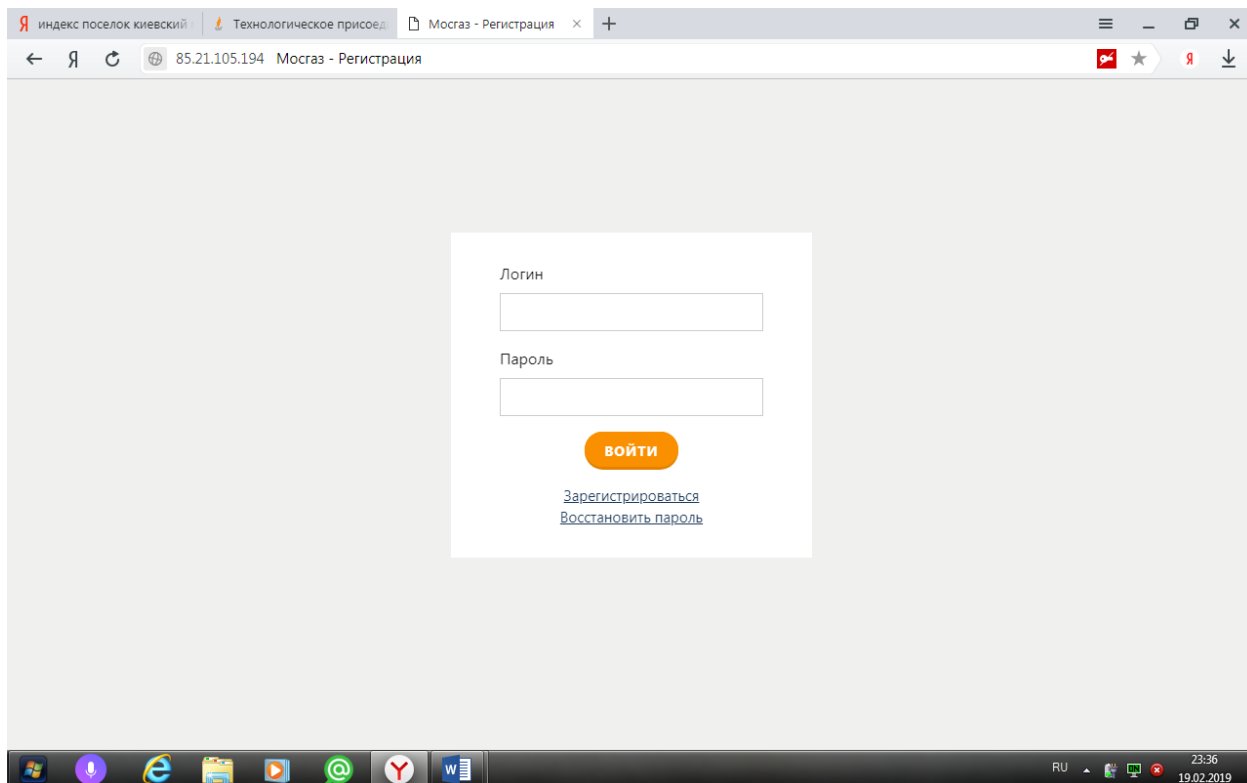 Я индекс поселок киевский
Технологическое присоед
Мосгаз - Регистрация
Я
85.21.105.194 Мосгаз - Регистрация
Я
Логин
Пароль
войти
Зарегистрироваться
Восстановить пароль
RU
23:36
19.02.2019